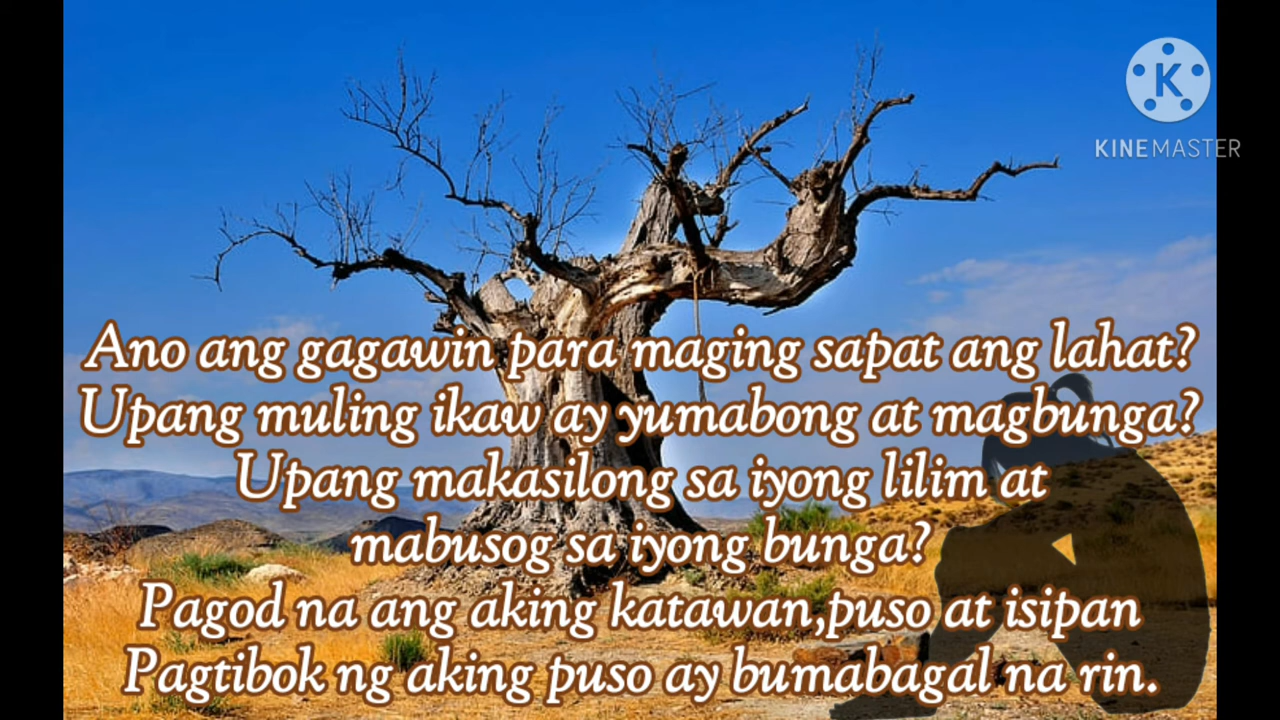 KINEMASTER
Ano ang gagawin para maging sapat ang lahat?
Upang muling ikaw ay yumabong at magbunga?
Upang makasilong sa iyong lilim at
mabusog sa iyong bunga?
Pagod na ang aking katawan,puso at isipan
Pagtibok ng aking puso ay bumabagal na rin.